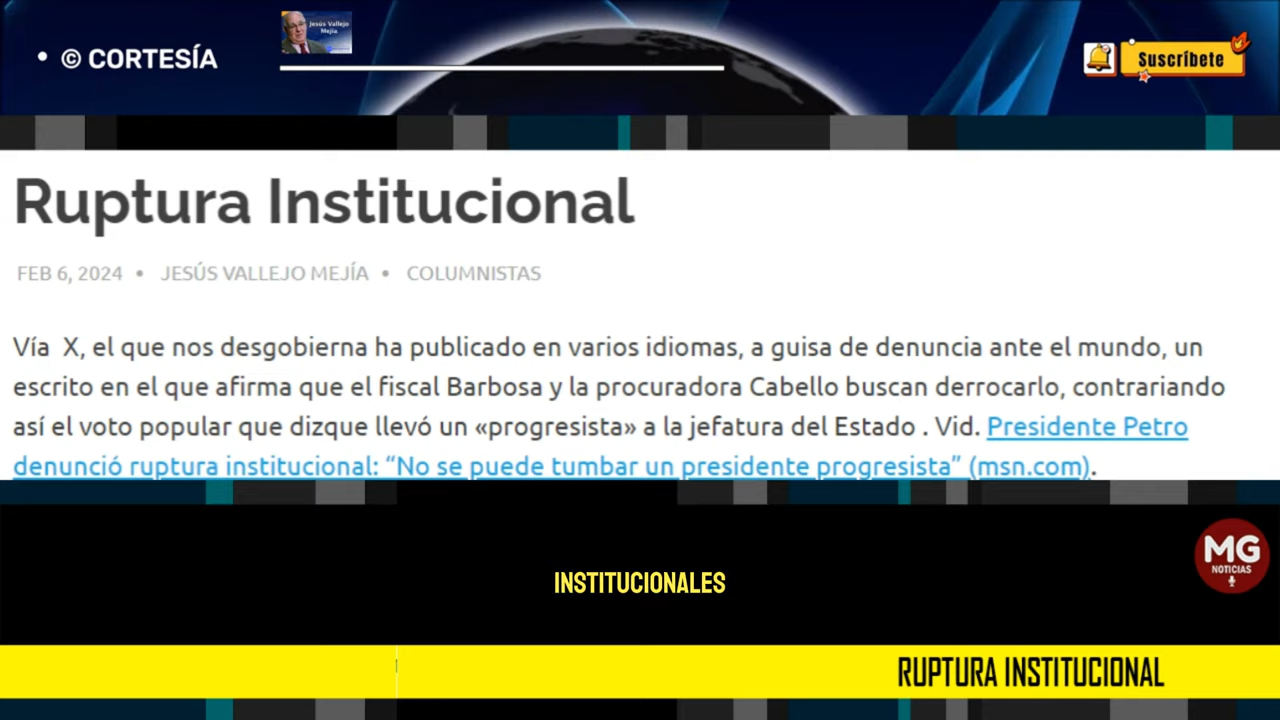 • © CORTESÍA
Jesús Vallejo
Mejía
Suscríbete
Ruptura Institucional
FEB 6, 2024 • JESÚS VALLEJO MEJÍA • COLUMNISTAS
Vía X, el que nos desgobierna ha publicado en varios idiomas, a guisa de denuncia ante el mundo, un
escrito en el que afirma que el fiscal Barbosa y la procuradora Cabello buscan derrocarlo, contrariando
así el voto popular que dizque llevó un «progresista» a la jefatura del Estado . Vid. Presidente Petro
denunció ruptura institucional: “No se puede tumbar un presidente progresista” (msn.com).
MG
NOTICIAS
INSTITUCIONALES
RUPTURA INSTITUCIONAL